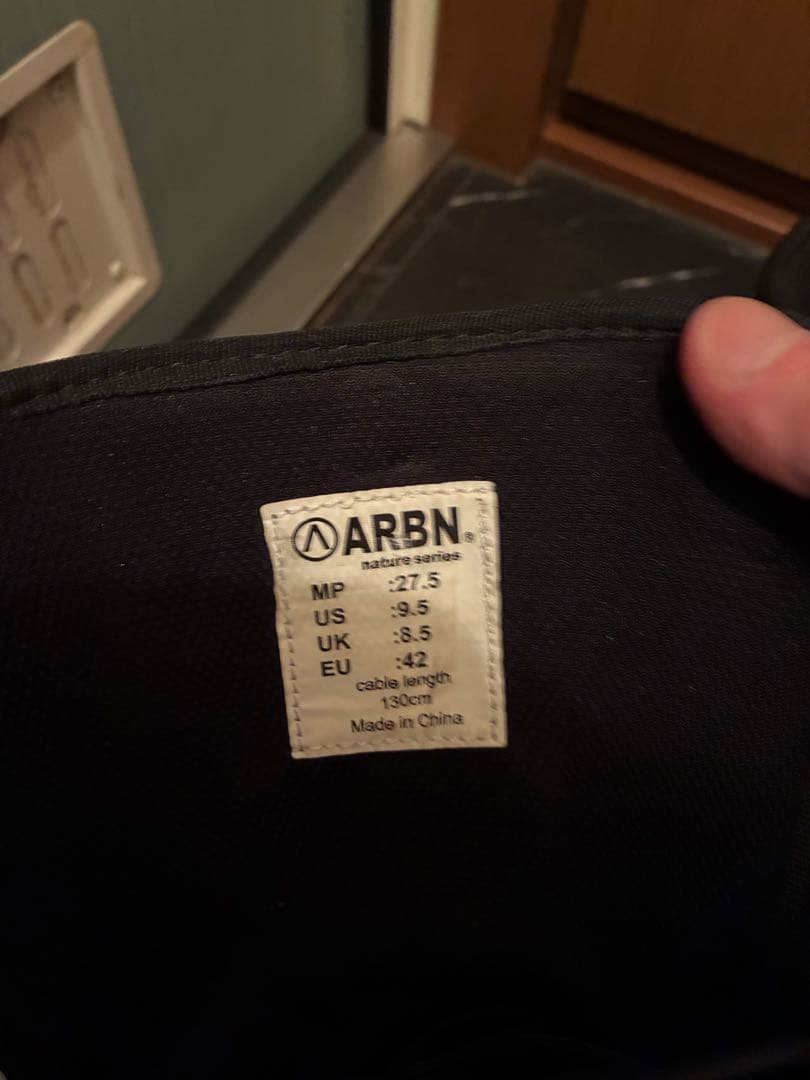 ARBN®
nature series
MP :27.5
US :9.5
UK :8.5
EU :42
cable length
130cm
Made in China